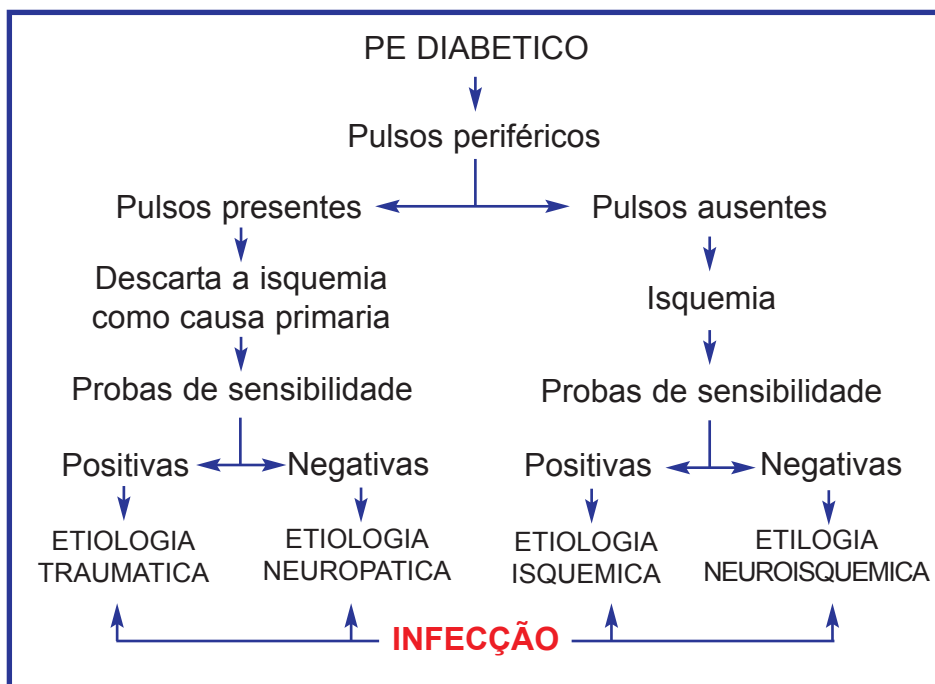 PE DIABETICO
Pulsos periféricos
Pulsos presentes
Pulsos ausentes
Descarta a isquemia
como causa primaria
Isquemia
Probas de sensibilidade
Probas de sensibilidade
Positivas
Negativas
Positivas
Negativas
ETIOLOGIA
TRAUMATICA
ETIOLOGIA
NEUROPATICA
ETIOLOGIA
ISQUEMICA
ETILOGIA
NEUROISQUEMICA
INFECÇÃO